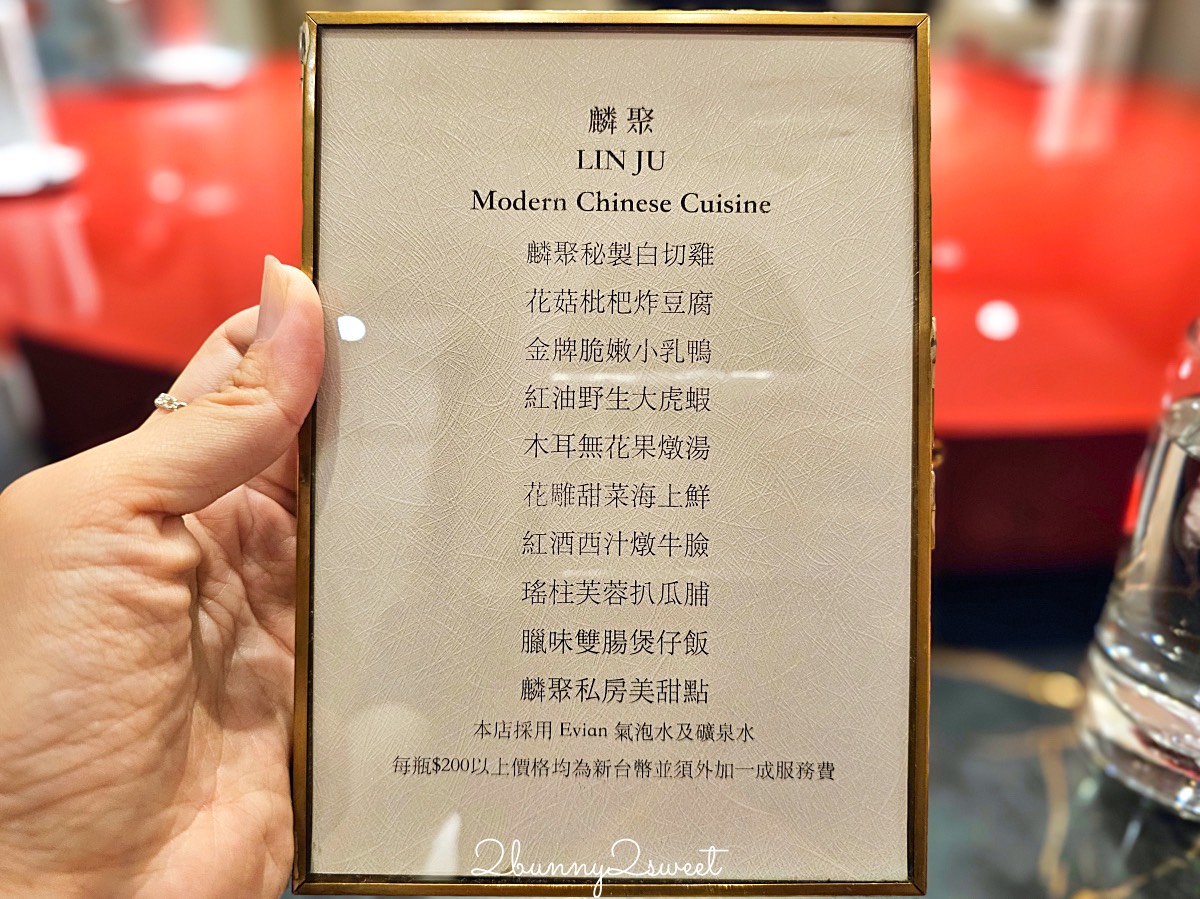 麟聚
LIN JU
Modern Chinese Cuisine
麟聚秘製白切雞
花菇枇杷炸豆腐
金牌脆嫩小乳鴨
紅油野生大虎蝦
木耳無花果燉湯
花雕甜菜海上鮮
紅酒西汁燉牛臉
瑤柱芙蓉扒瓜脯
臘味雙腸煲仔飯
麟聚私房美甜點
本店採用 Evian 氣泡水及礦泉水
每瓶$200以上價格均為新台幣並須外加一成服務費
2bunny2sweet